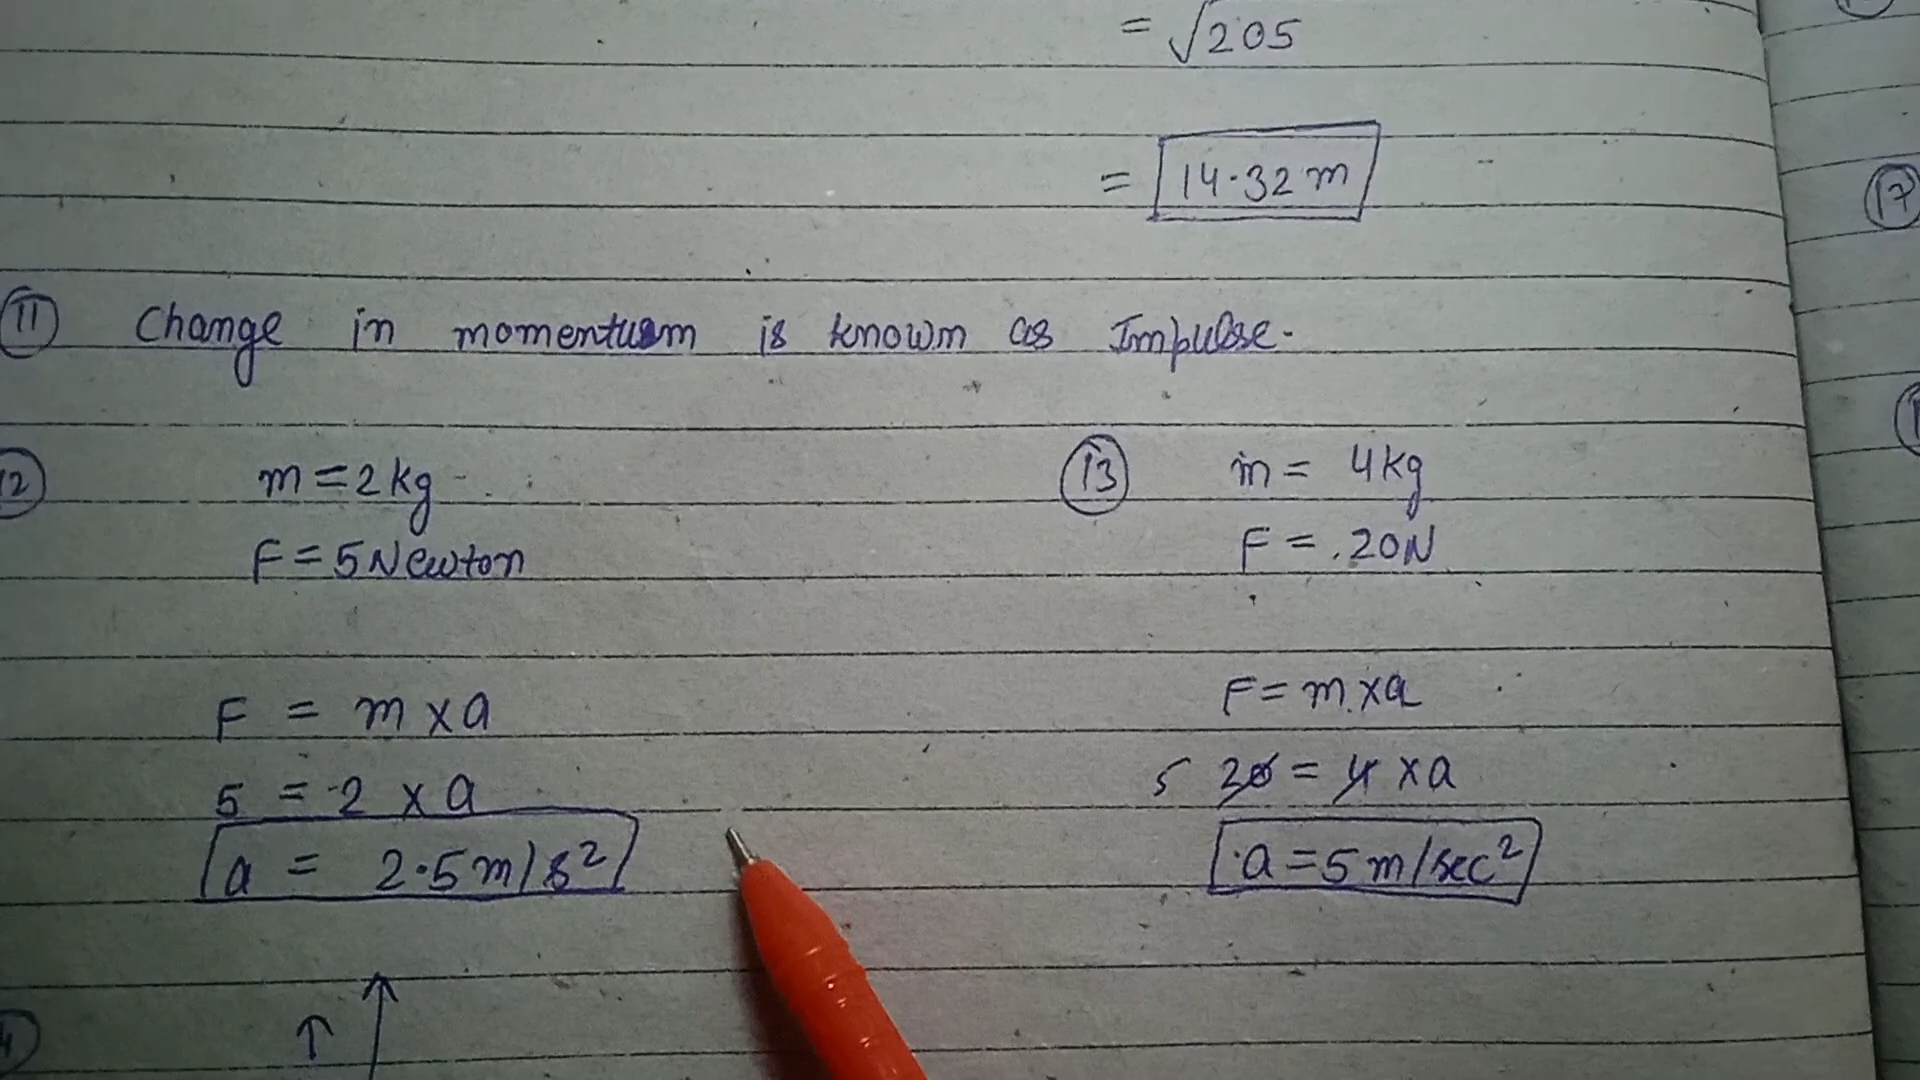 = √205
= 14.32 m
11 Change in momentum is known as Impulse.
12 m = 2 kg
F = 5 Newton
F = m x a
5 = 2 x a
a = 2.5 m/s²
13 m = 4 kg
F = 20N
F = m x a
5 20 = 4 x a
a = 5 m/sec²
17